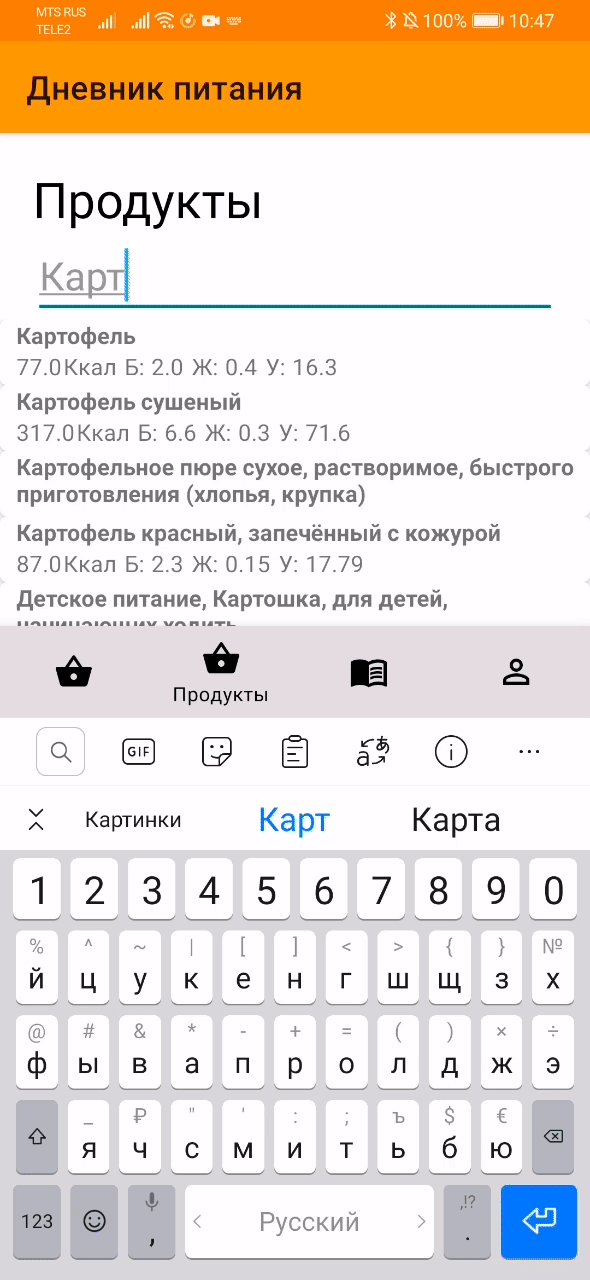 MTS RUS
TELE2
100% 10:47
Дневник питания
Продукты
Карт
Картофель
77.0Ккал Б: 2.0 Ж: 0.4 У: 16.3
Картофель сушеный
317.0Ккал Б: 6.6 Ж: 0.3 У: 71.6
Картофельное пюре сухое, растворимое, быстрого
приготовления (хлопья, крупка)
Картофель красный, запечённый с кожурой
87.0Ккал Б: 2.3 Ж: 0.15 У: 17.79
Детское питание, Картошка, для детей,
начинающих ходить
Продукты
GIF
Картинки Карт Карта
1 2 3 4 5 6 7 8 9 0
% ^ ~ | [ ] < > { } №
й ц у к е н г ш щ з х
@ # & * - + = ( ) × ÷
ф ы в а п р о л д ж э
_ ₽ " ' : ; ъ $ €
я ч с м и т ь б ю
,!?
123 , < Русский > .